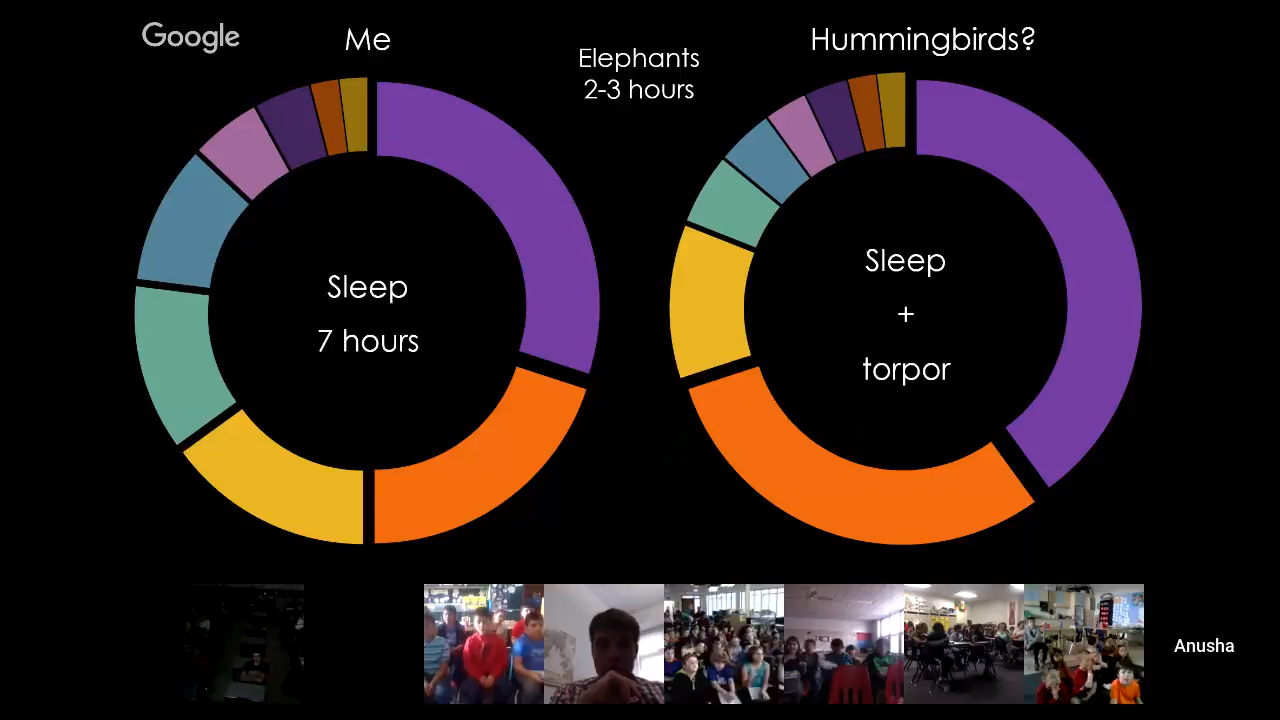 Google
Me
Elephants
2-3 hours
Hummingbirds?
Sleep
7 hours
Sleep
+
torpor
Anusha